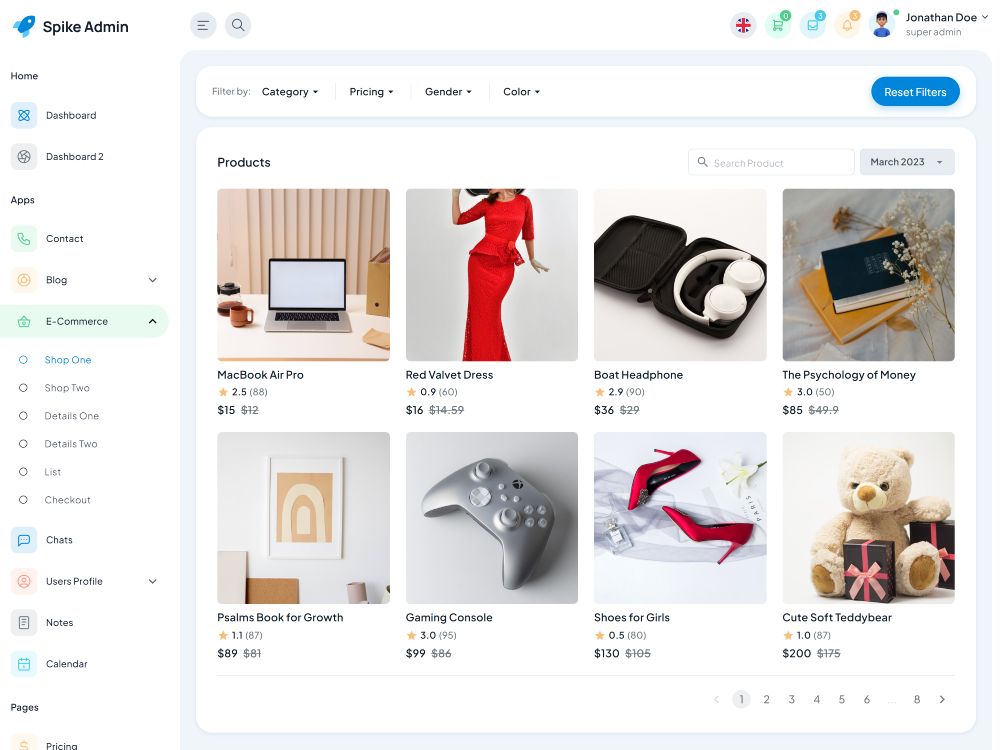 Spike Admin
0
3
3
Jonathan Doe
super admin
Home
Dashboard
Dashboard 2
Apps
Contact
Blog
E-Commerce
Shop One
Shop Two
Details One
Details Two
List
Checkout
Chats
Users Profile
Notes
Calendar
Pages
Pricing
Filter by: Category Pricing Gender Color Reset Filters
Products
Search Product
March 2023
MacBook Air Pro
2.5 (88)
$15 $12
Red Valvet Dress
0.9 (60)
$16 $14.59
Boat Headphone
2.9 (90)
$36 $29
The Psychology of Money
3.0 (50)
$85 $49.9
PARIS
Psalms Book for Growth
1.1 (87)
$89 $81
Gaming Console
3.0 (95)
$99 $86
Shoes for Girls
0.5 (80)
$130 $105
Cute Soft Teddybear
1.0 (87)
$200 $175
1 2 3 4 5 6 ... 8